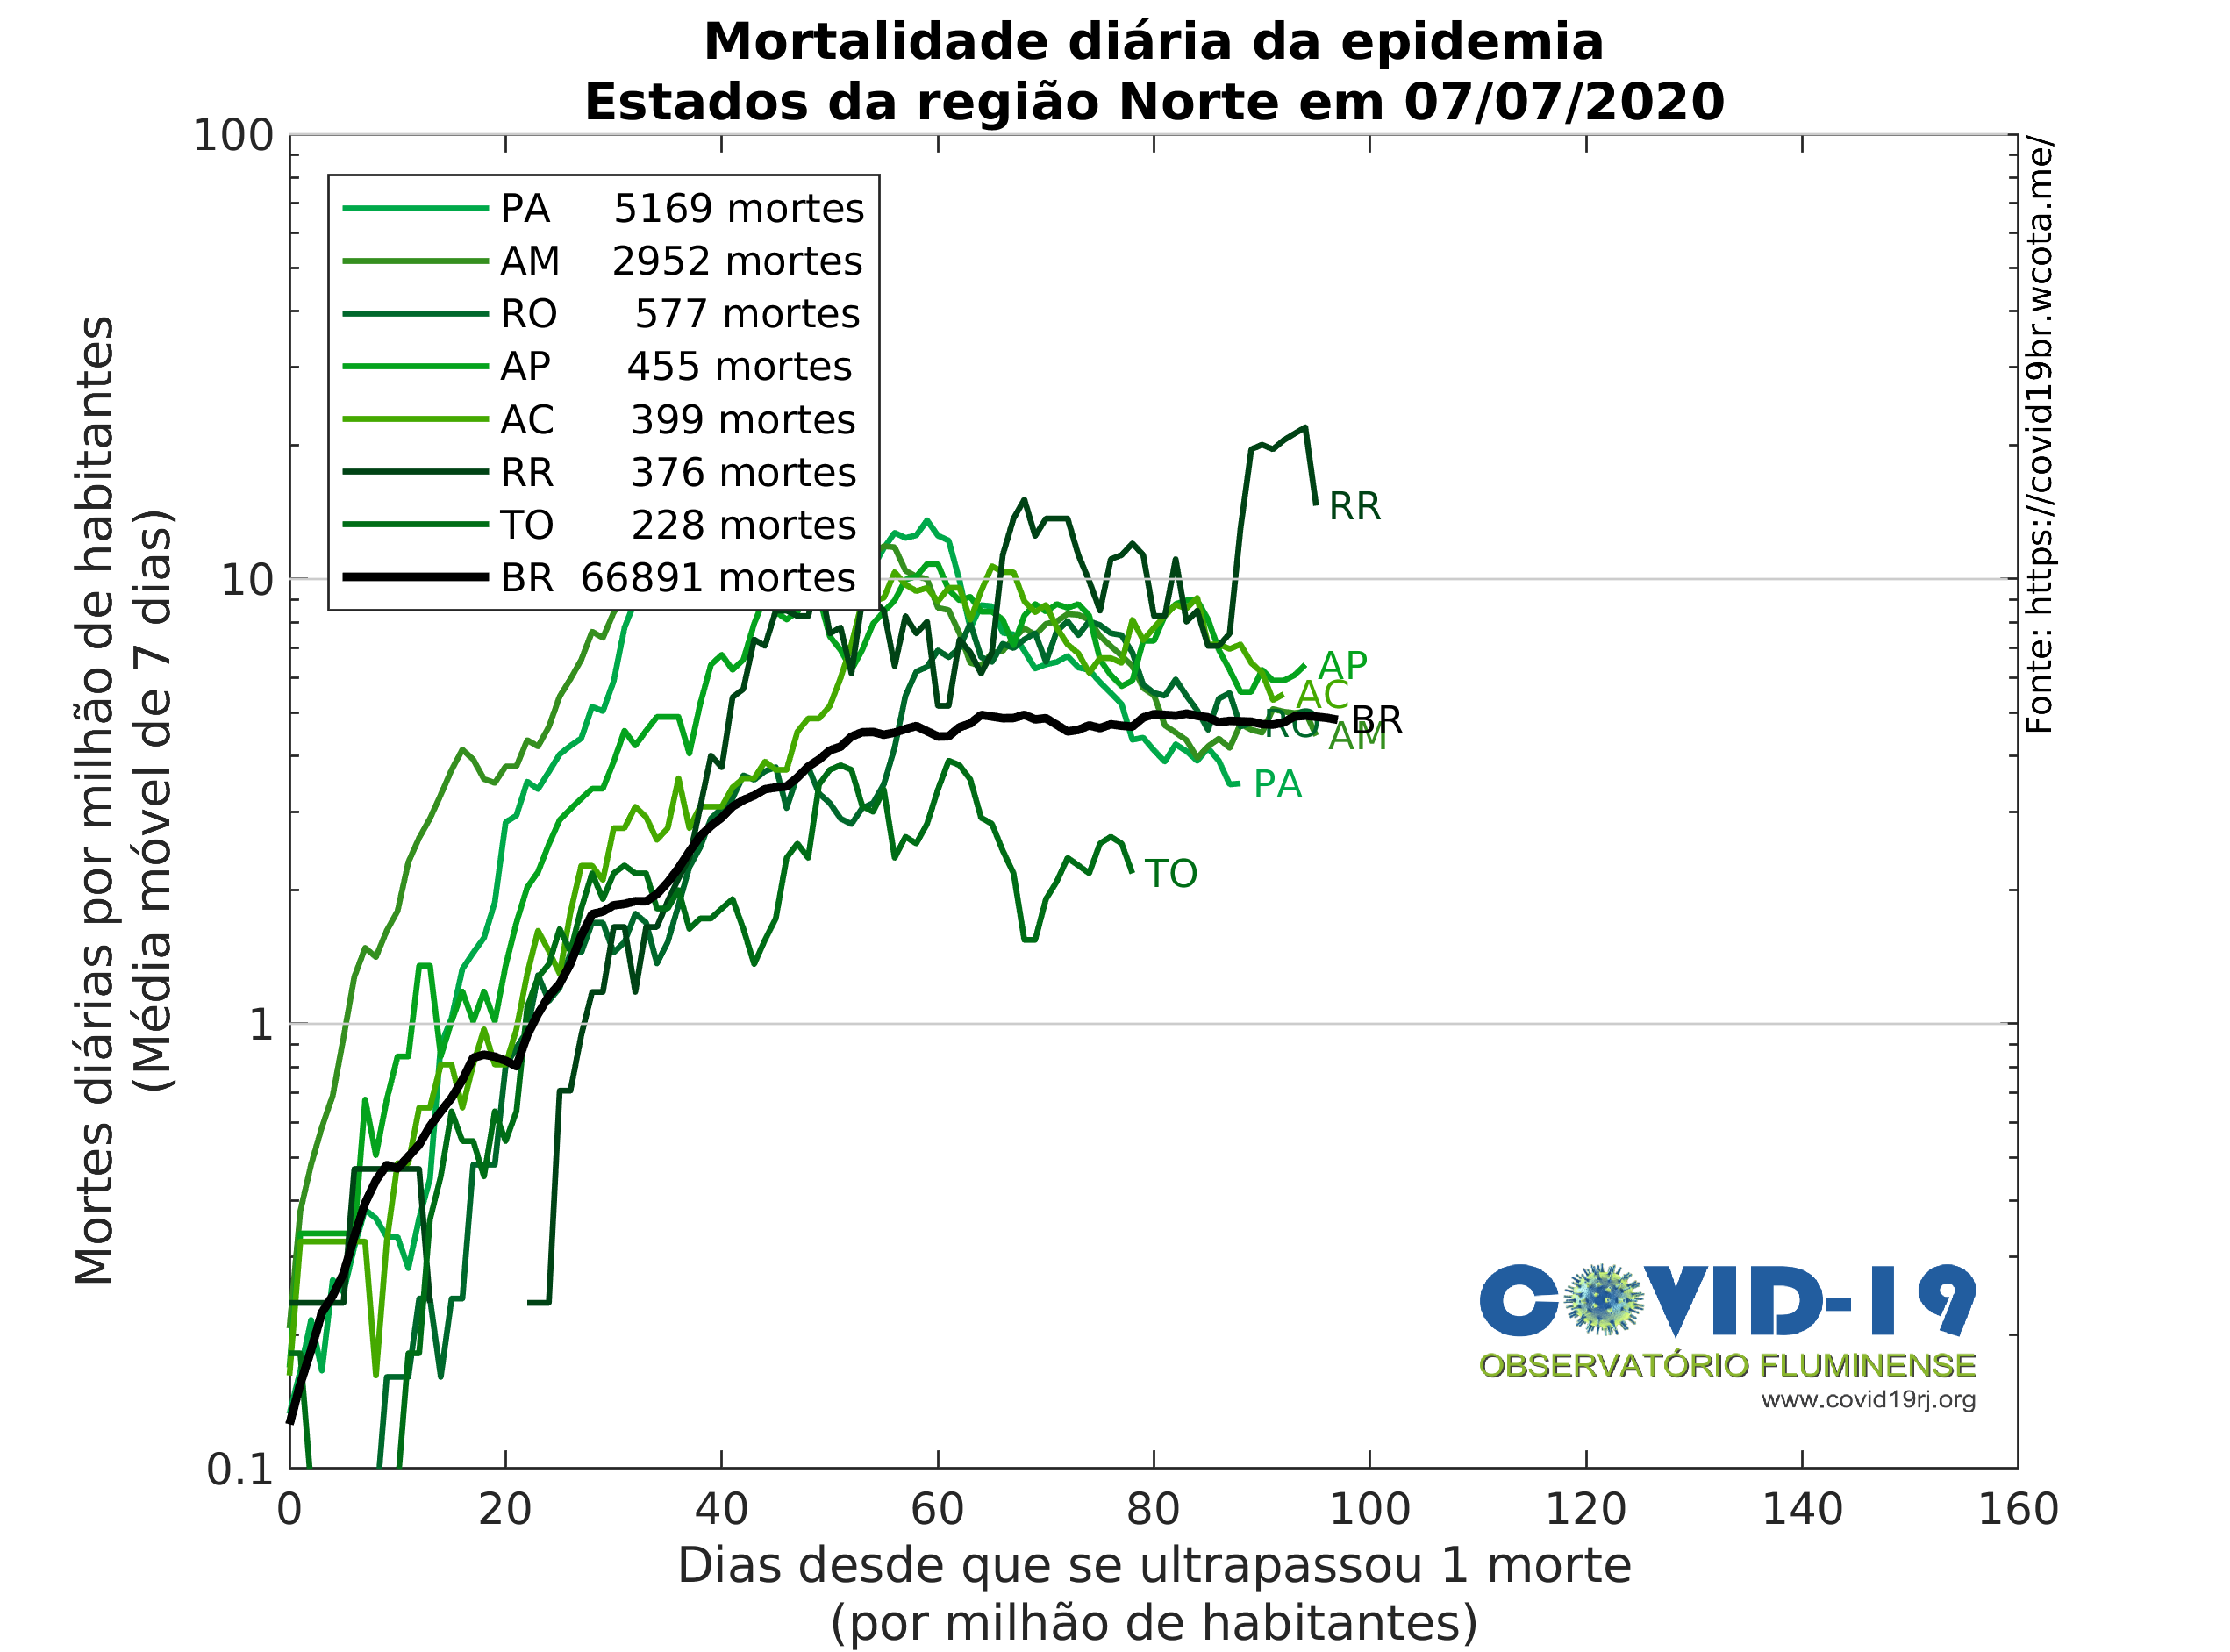 Mortalidade diária da epidemia
Estados da região Norte em 07/07/2020
Mortes diárias por milhão de habitantes
(Média móvel de 7 dias)
100
10
1
0.1
PA 5169 mortes
AM 2952 mortes
RO 577 mortes
AP 455 mortes
AC 399 mortes
RR 376 mortes
TO 228 mortes
BR 66891 mortes
RR
AP
AC
RO
BR
AM
PA
TO
Fonte: https://covid19br.wcota.me/
COVID-19
OBSERVATÓRIO FLUMINENSE
www.covid19rj.org
0 20 40 60 80 100 120 140 160
Dias desde que se ultrapassou 1 morte
(por milhão de habitantes)